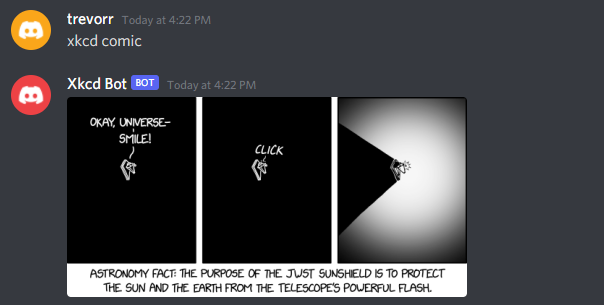 trevorr Today at 4:22 PM
xkcd comic
Xkcd Bot BOT Today at 4:22 PM
OKAY, UNIVERSE–
SMILE!
CLICK
ASTRONOMY FACT: THE PURPOSE OF THE JWST SUNSHIELD IS TO PROTECT
THE SUN AND THE EARTH FROM THE TELESCOPE'S POWERFUL FLASH.